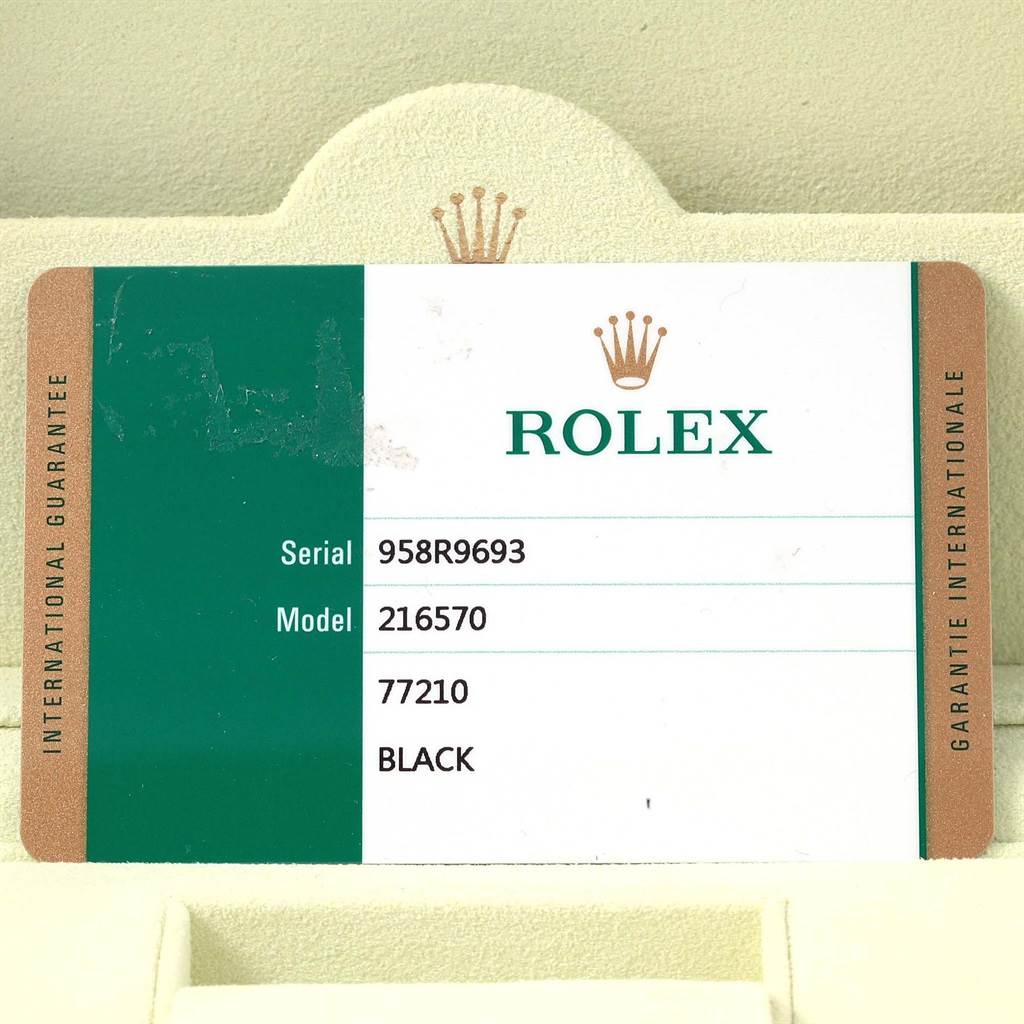 INTERNATIONAL GUARANTEE
ROLEX
Serial 958R9693
Model 216570
77210
BLACK
GARANTIE INTERNATIONALE